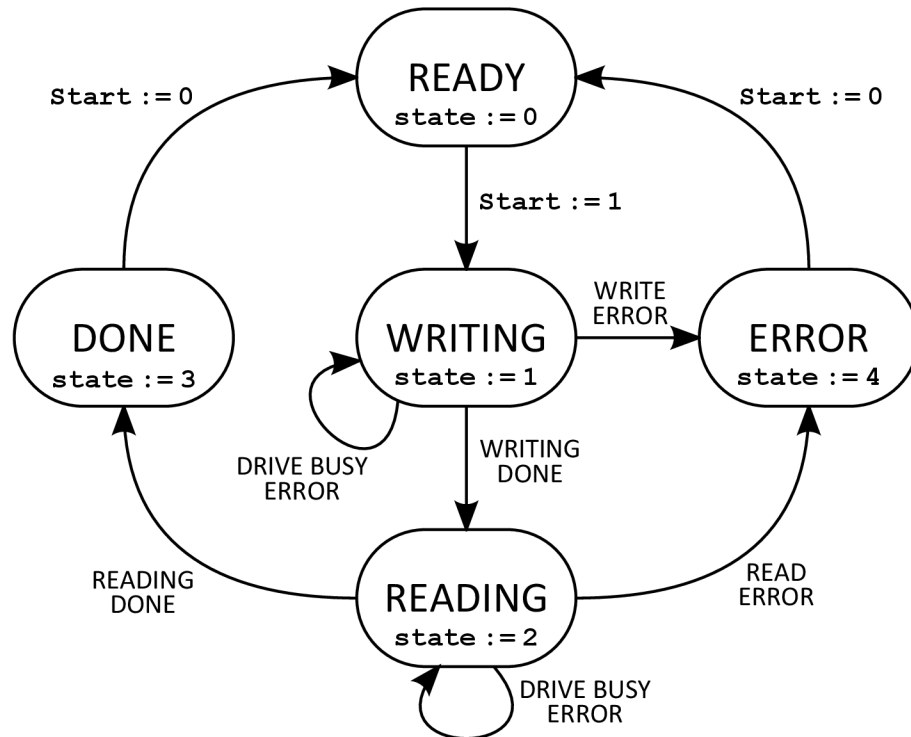 READY
state := 0
Start := 0
Start := 0
Start := 1
DONE
state := 3
WRITING
state := 1
WRITE
ERROR
ERROR
state := 4
DRIVE BUSY
ERROR
WRITING
DONE
READING
DONE
READING
state := 2
READ
ERROR
DRIVE BUSY
ERROR